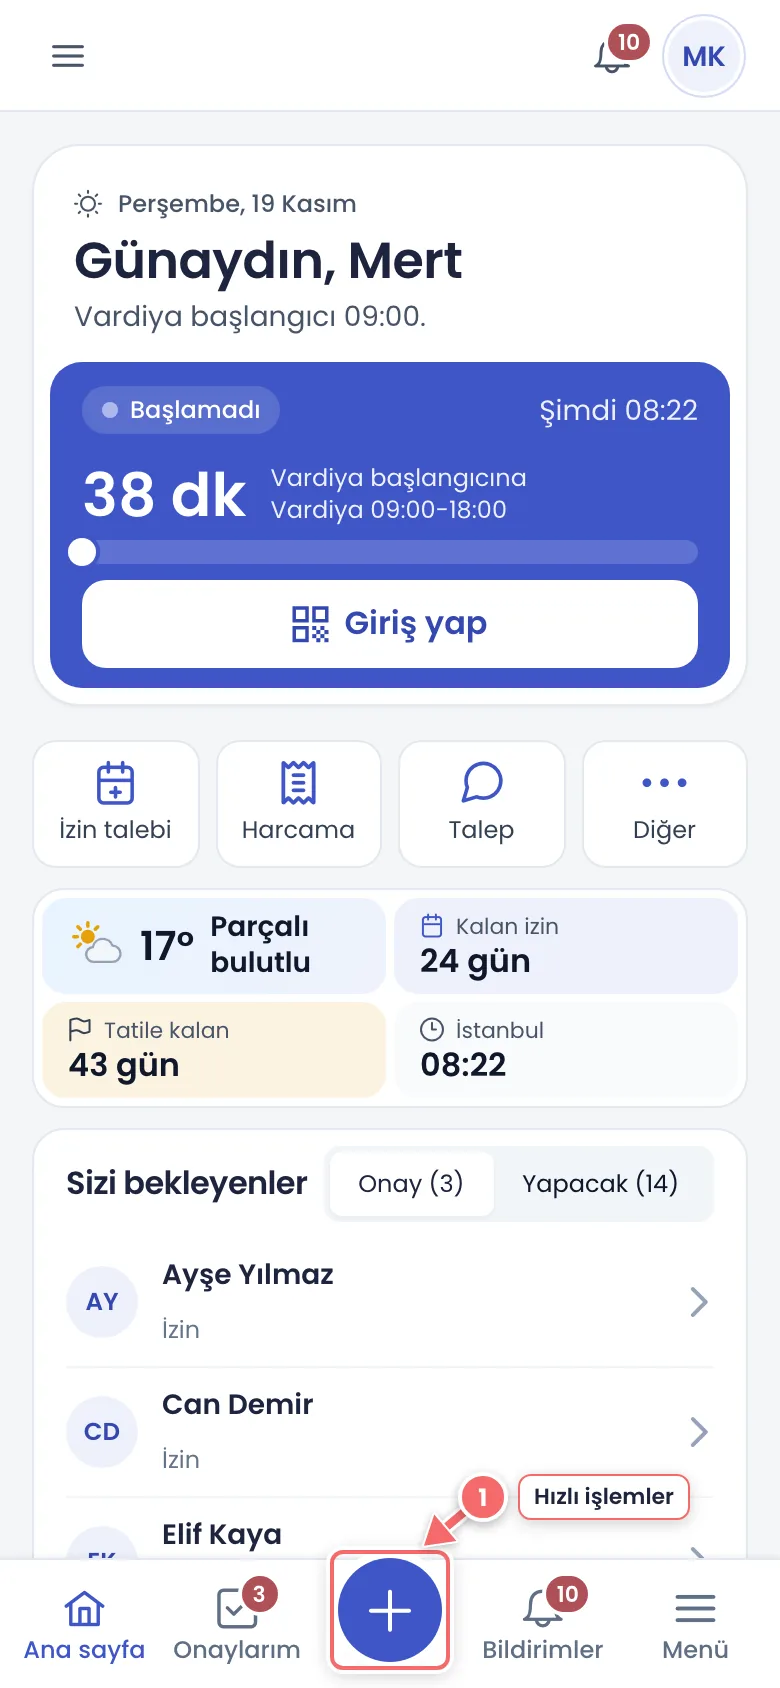 10
MK
Perşembe, 19 Kasım
Günaydın, Mert
Vardiya başlangıcı 09:00.
Başlamadı
Şimdi 08:22
38 dk
Vardiya başlangıcına
Vardiya 09:00-18:00
Giriş yap
İzin talebi
Harcama
Talep
Diğer
17°
Parçalı
bulutlu
Kalan izin
24 gün
Tatile kalan
43 gün
İstanbul
08:22
Sizi bekleyenler
Onay (3)
Yapacak (14)
AY
Ayşe Yılmaz
İzin
CD
Can Demir
İzin
Elif Kaya
1
Hızlı işlemler
Ana sayfa
3
Onaylarım
10
Bildirimler
Menü